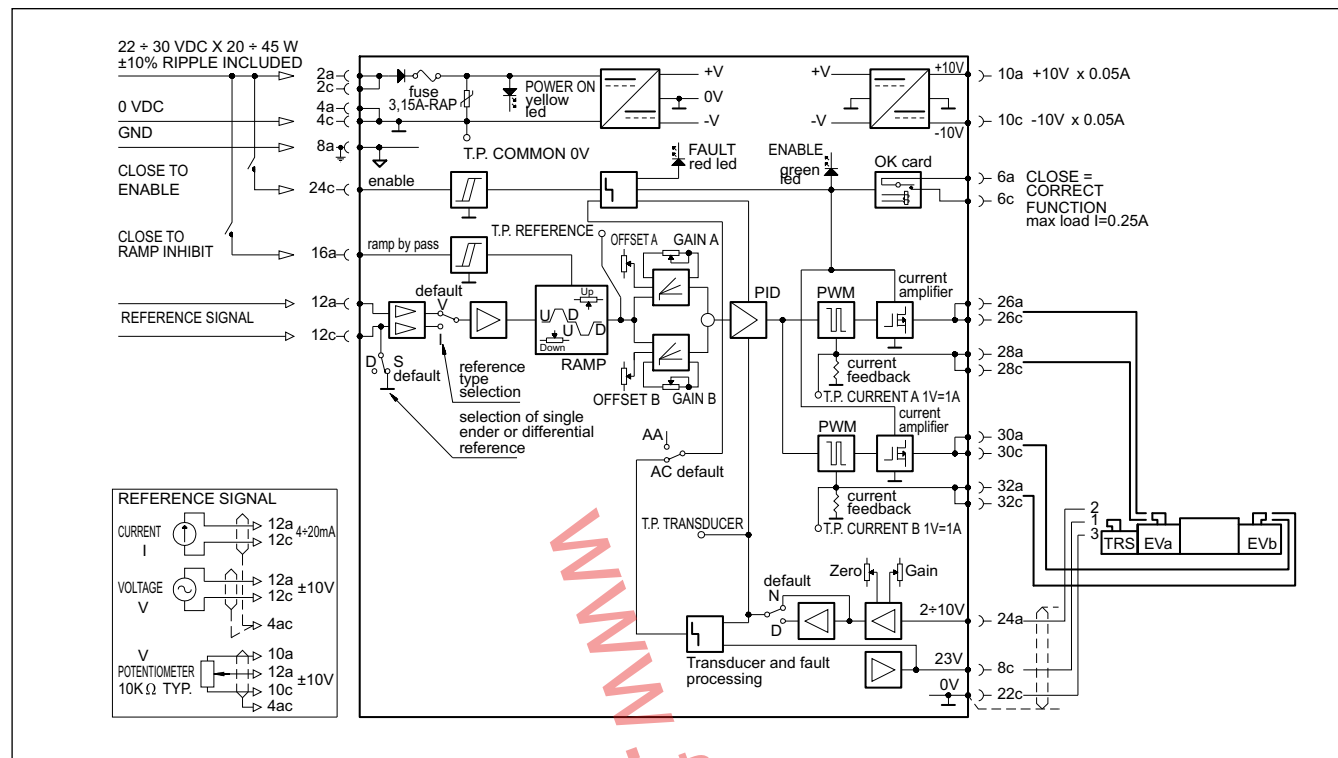 22 ÷ 30 VDC X 20 ÷ 45 W
±10% RIPPLE INCLUDED
0 VDC
GND
CLOSE TO
ENABLE
CLOSE TO
RAMP INHIBIT
REFERENCE SIGNAL
2a
2c
4a
4c
8a
24c
16a
12a
12c
fuse
3,15A-RAP
POWER ON
yellow
led
T.P. COMMON 0V
+V
0V
-V
+V
-V
+10V
-10V
10a +10V x 0.05A
10c -10V x 0.05A
enable
FAULT
red led
ENABLE
green
led
OK card
6a
6c
CLOSE =
CORRECT
FUNCTION
max load I=0.25A
ramp by pass
T.P. REFERENCE
OFFSET A
GAIN A
default
V
I
D
S
default
Up
U D
U D
Down
RAMP
OFFSET B
GAIN B
PID
PWM
current
amplifier
26a
26c
28a
28c
current
feedback
T.P. CURRENT A 1V=1A
reference
type
selection
selection of single
ender or differential
reference
AA
AC default
PWM
current
amplifier
30a
30c
32a
32c
current
feedback
T.P. CURRENT B 1V=1A
2
1
3
TRS
EVa
EVb
T.P. TRANSDUCER
default
N
D
Zero
Gain
2÷10V
24a
23V
8c
0V
22c
Transducer and fault
processing
REFERENCE SIGNAL
CURRENT
I
12a
12c
4÷20mA
VOLTAGE
V
12a
12c
±10V
4ac
V
POTENTIOMETER
10KΩ TYP.
10a
12a
10c
4ac
±10V
WWW.